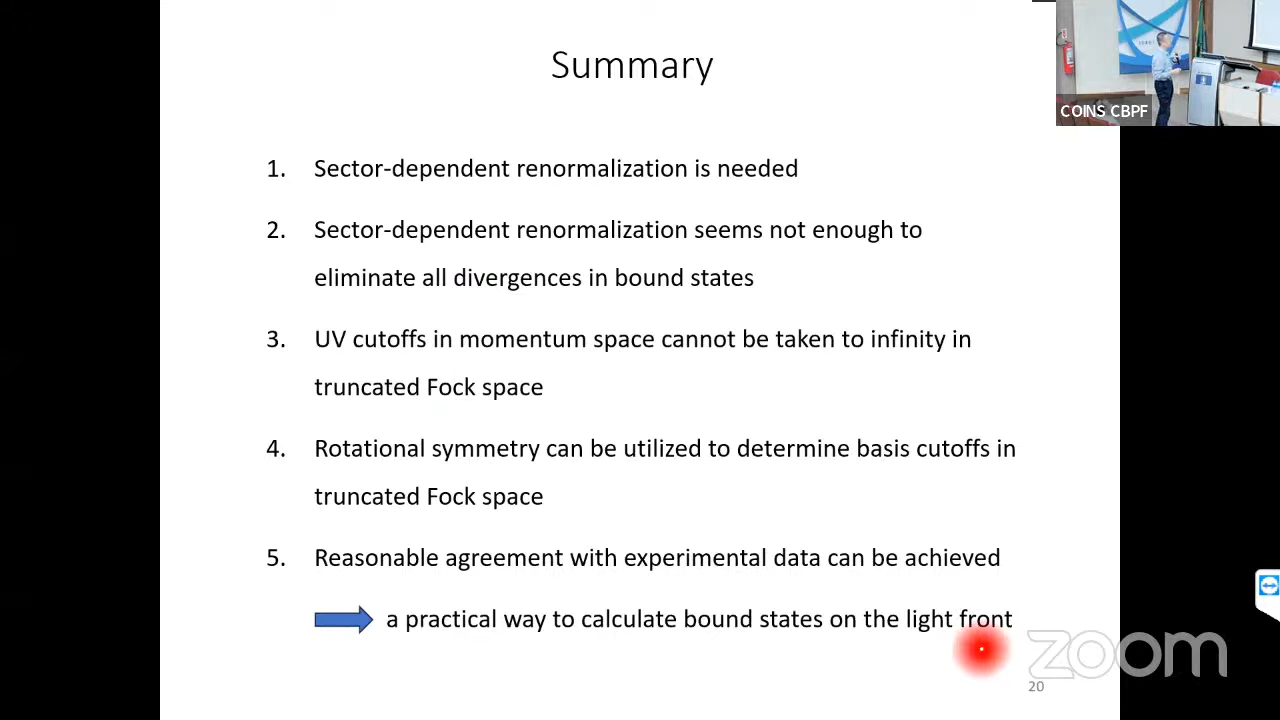 Summary
COINS CBPF
1. Sector-dependent renormalization is needed
2. Sector-dependent renormalization seems not enough to
eliminate all divergences in bound states
3. UV cutoffs in momentum space cannot be taken to infinity in
truncated Fock space
4. Rotational symmetry can be utilized to determine basis cutoffs in
truncated Fock space
5. Reasonable agreement with experimental data can be achieved
a practical way to calculate bound states on the light front
zoom
20